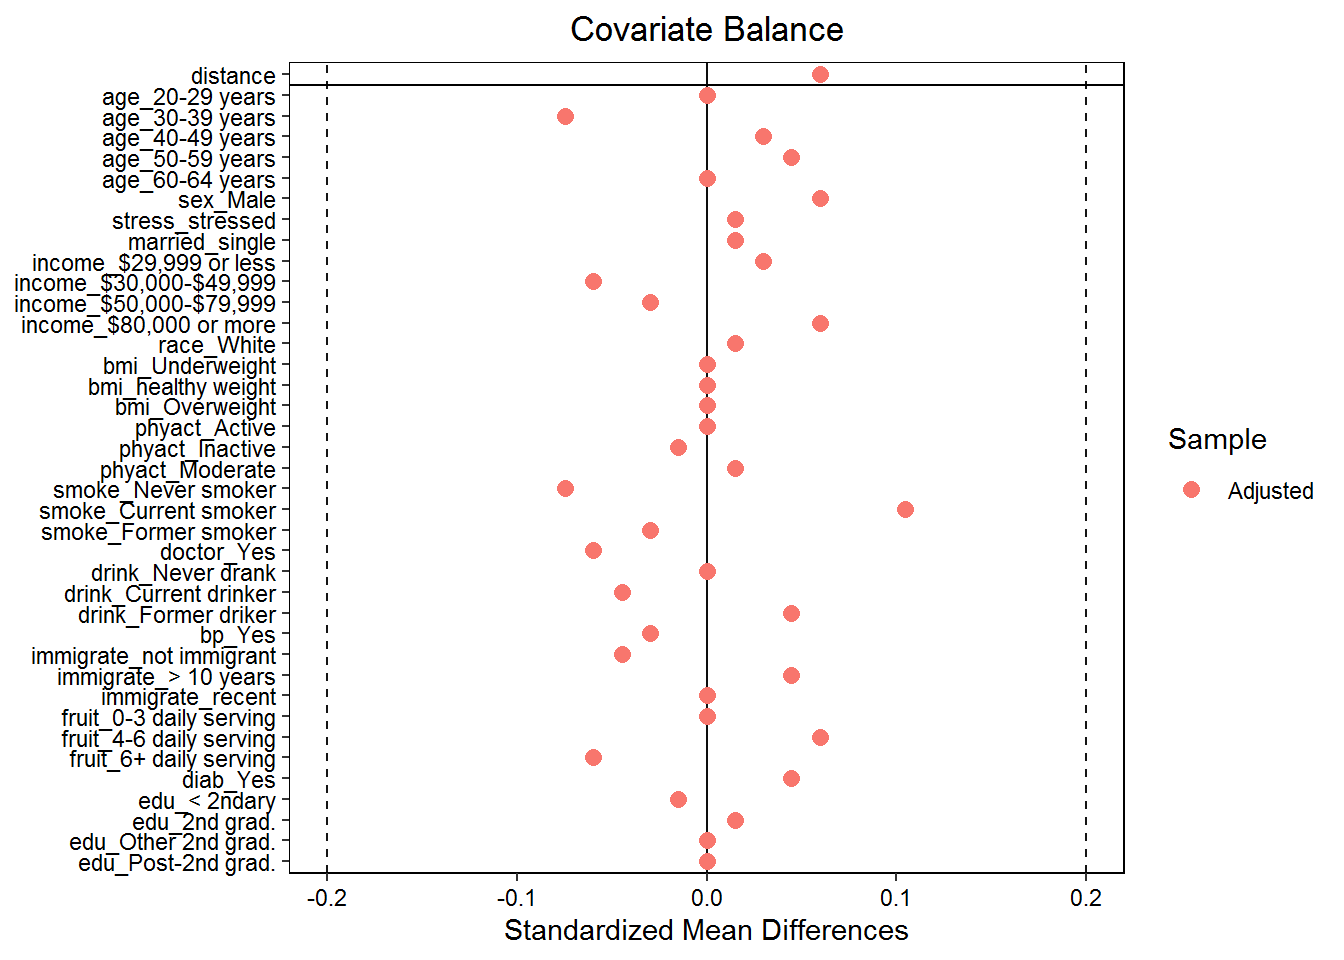 Covariate Balance
distance
age_20-29 years
age_30-39 years
age_40-49 years
age_50-59 years
age_60-64 years
sex_Male
stress_stressed
married_single
income_$29,999 or less
income_$30,000-$49,999
income_$50,000-$79,999
income_$80,000 or more
race_White
bmi_Underweight
bmi_healthy weight
bmi_Overweight
phyact_Active
phyact_Inactive
phyact_Moderate
smoke_Never smoker
smoke_Current smoker
smoke_Former smoker
doctor_Yes
drink_Never drank
drink_Current drinker
drink_Former driker
bp_Yes
immigrate_not immigrant
immigrate_> 10 years
immigrate_recent
fruit_0-3 daily serving
fruit_4-6 daily serving
fruit_6+ daily serving
diab_Yes
edu_< 2ndary
edu_2nd grad.
edu_Other 2nd grad.
edu_Post-2nd grad.
-0.2 -0.1 0.0 0.1 0.2
Standardized Mean Differences
Sample
Adjusted